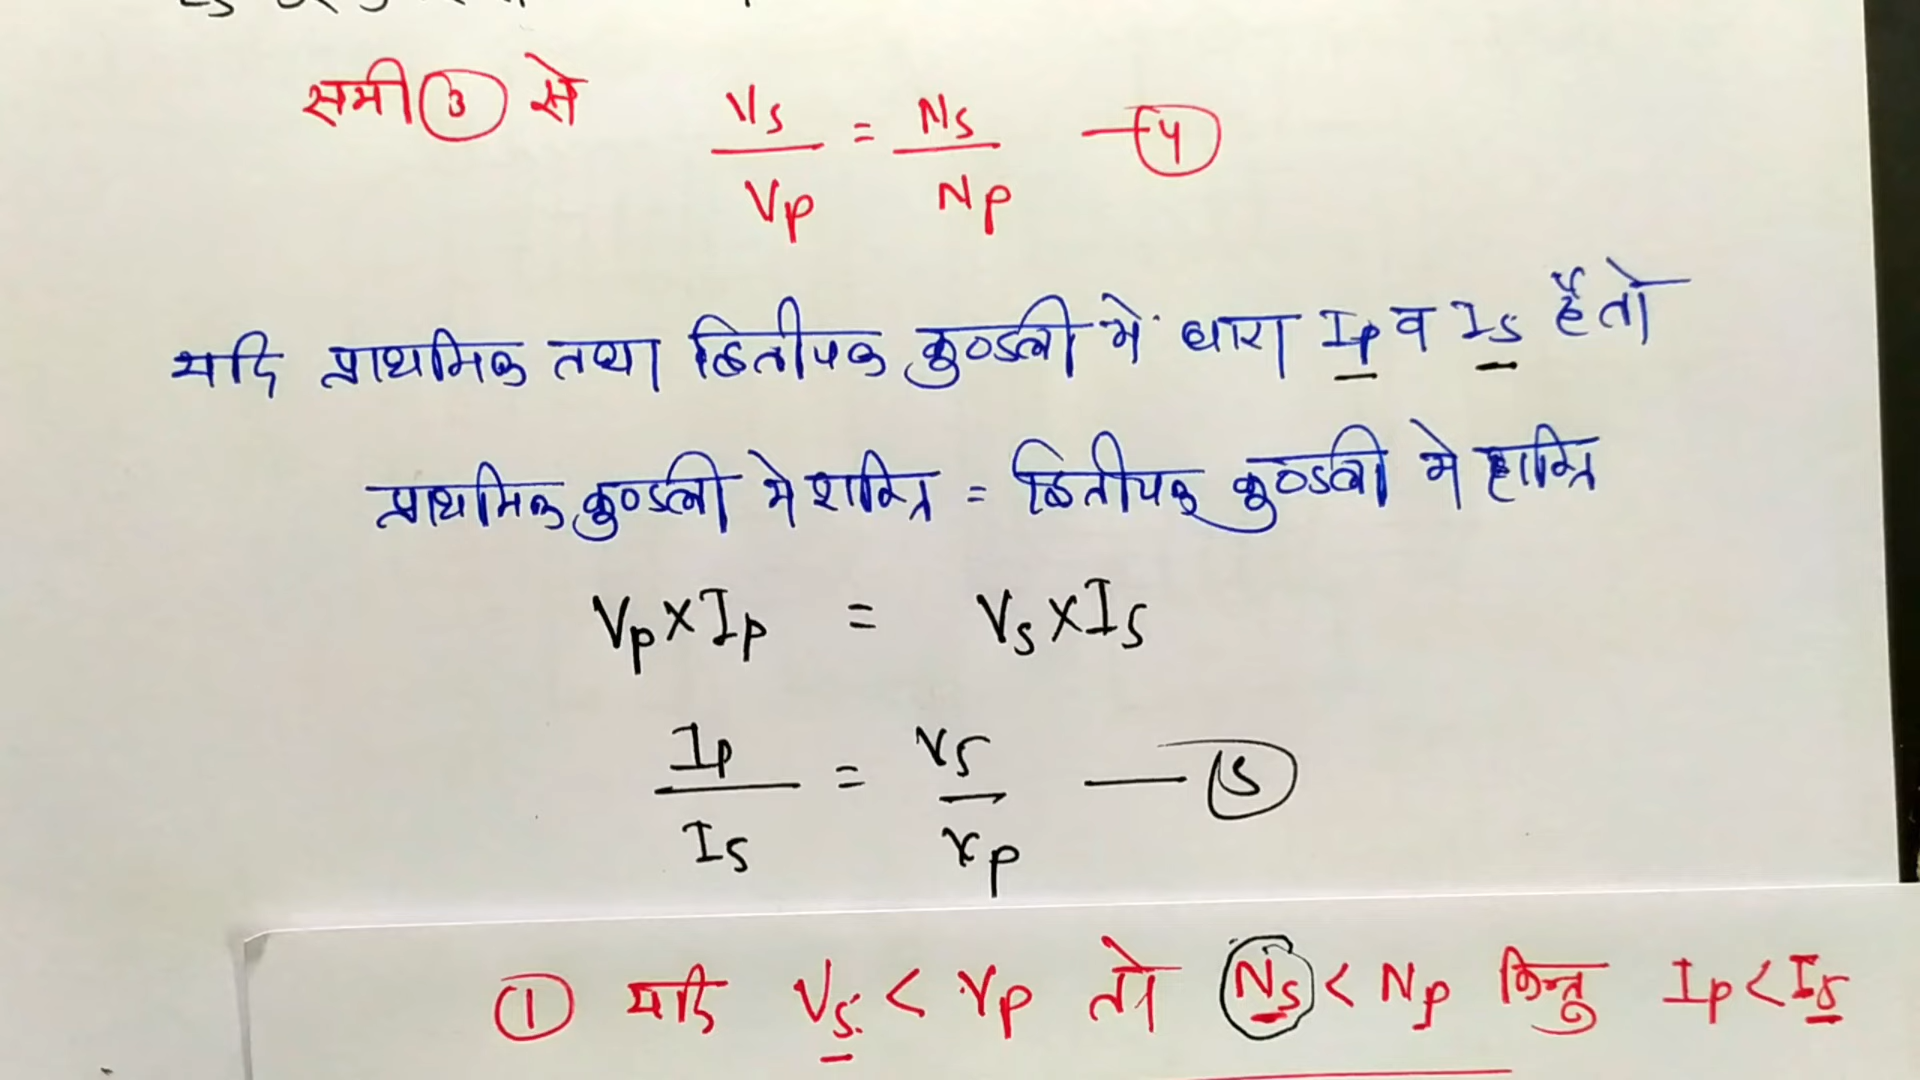 समी ③ से Vs/Vp = Ns/Np —④
यदि प्राथमिक तथा द्वितीयक कुण्डली मे धारा Ip व Is है तो
प्राथमिक कुण्डली मे शक्ति = द्वितीयक कुण्डली मे शक्ति
Vp×Ip = Vs×Is
Ip/Is = Vs/Vp —⑤
① यदि Vs < Vp तो Ns < Np किन्तु Ip < Is